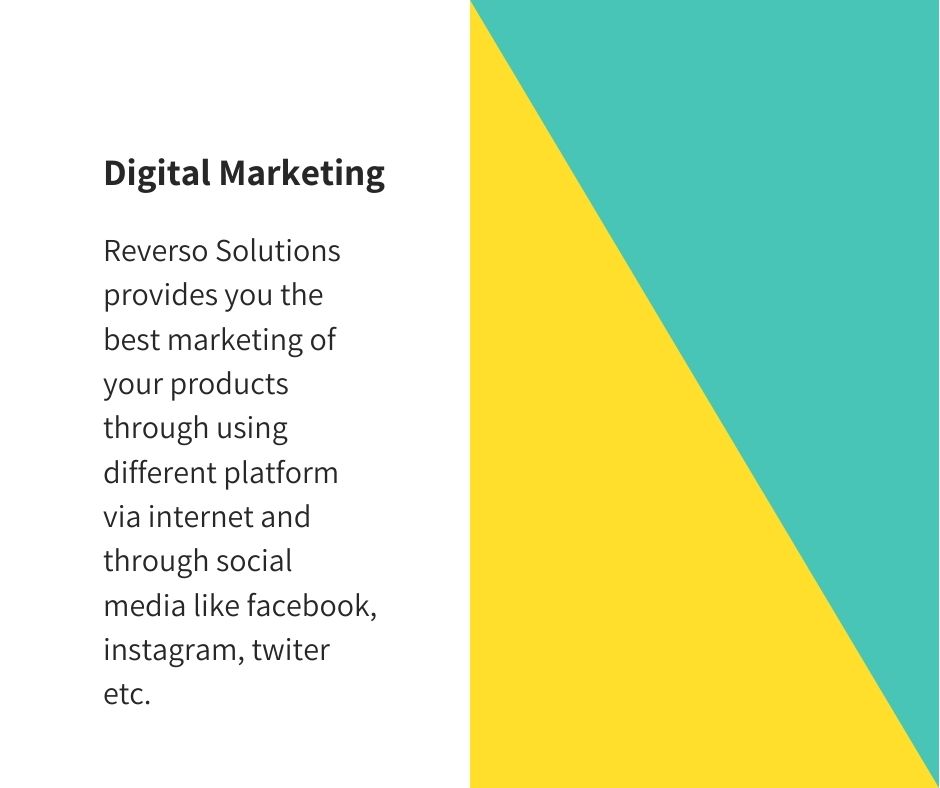 Digital Marketing
Reverso Solutions
provides you the
best marketing of
your products
through using
different platform
via internet and
through social
media like facebook,
instagram, twiter
etc.